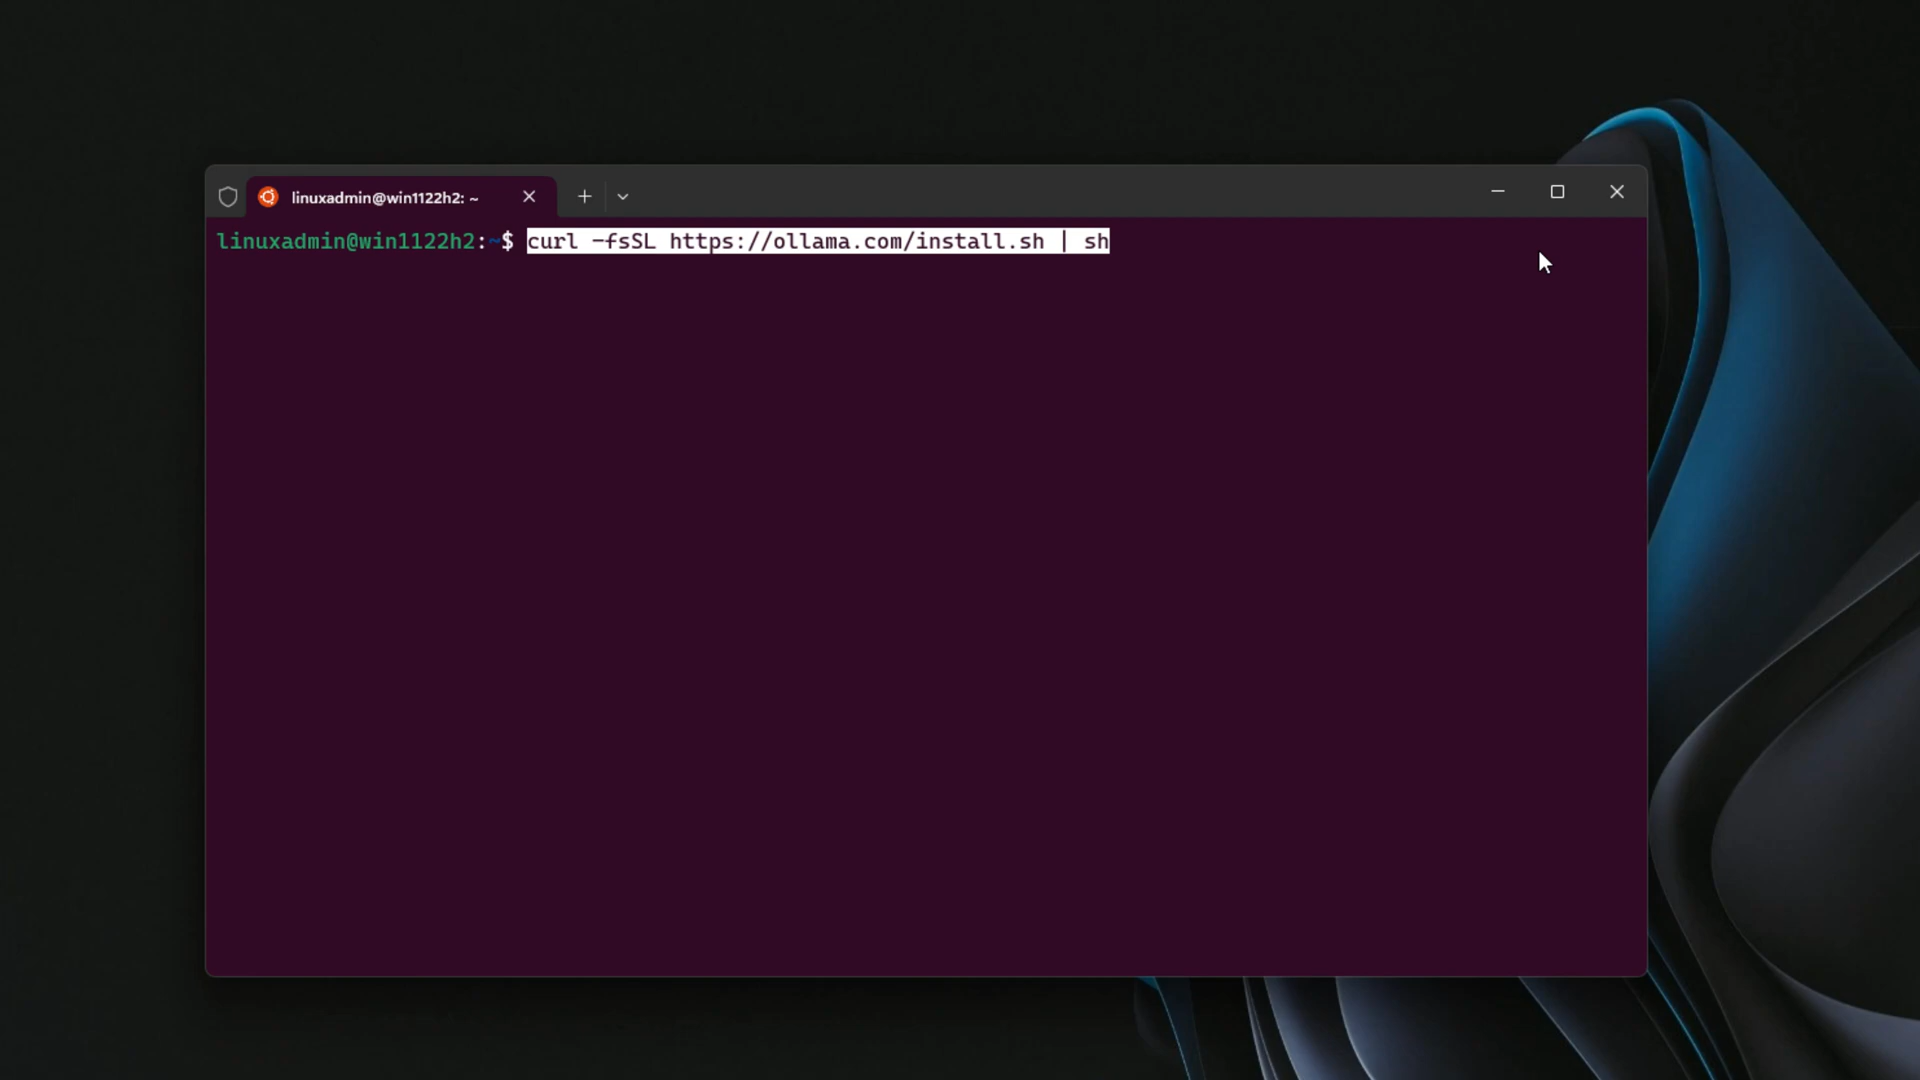 linuxadmin@win1122h2: ~
linuxadmin@win1122h2:~$ curl -fsSL https://ollama.com/install.sh | sh